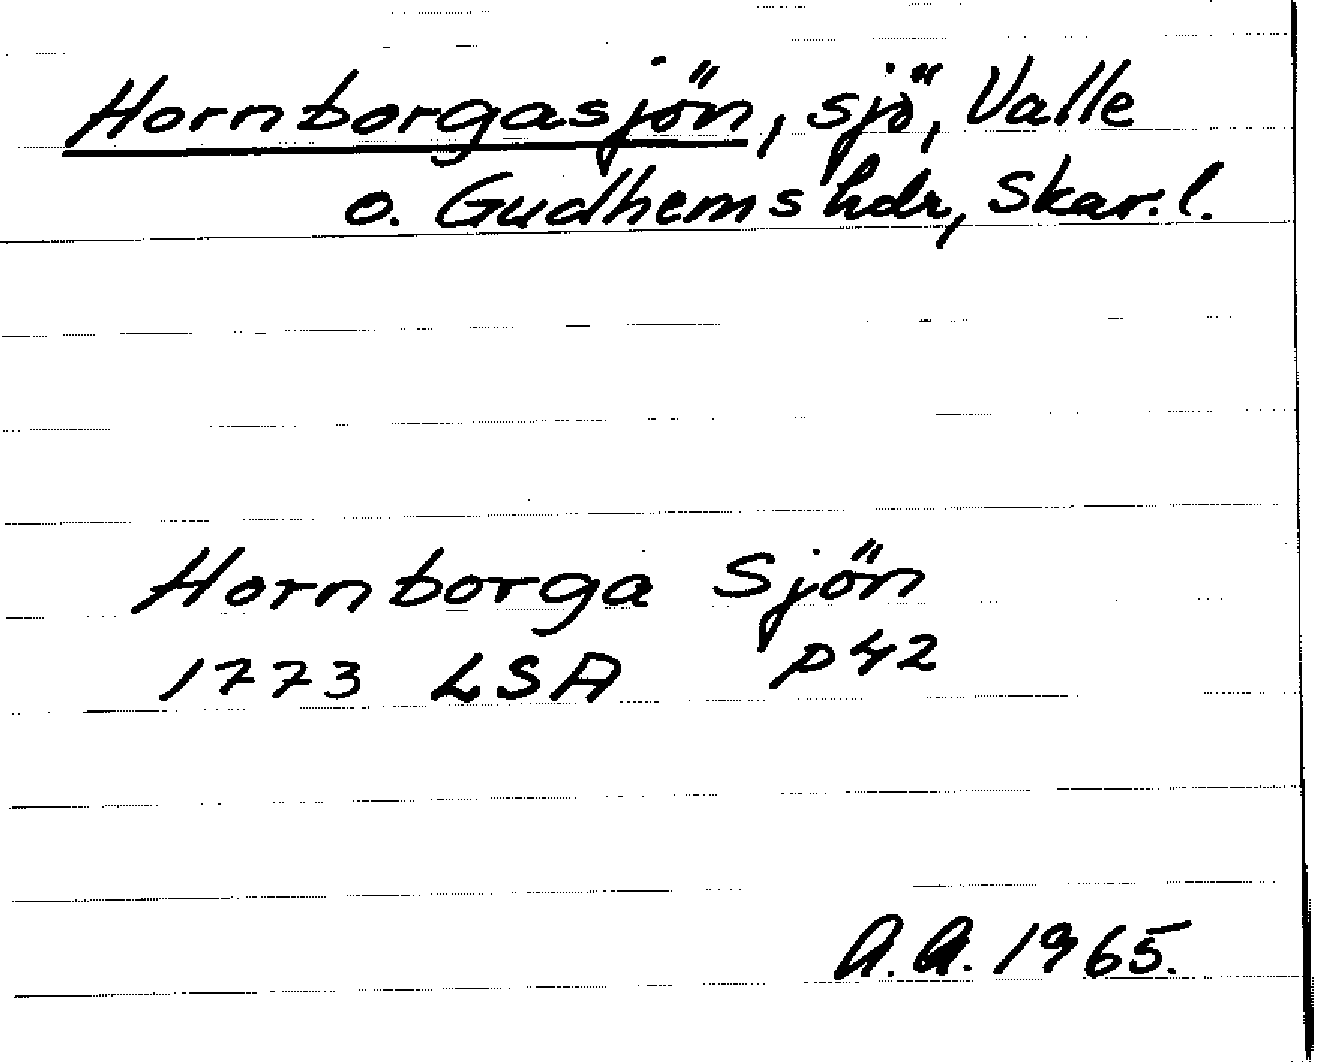 Hornborgasjön, sjö, Valle
o. Gudhems hdr, Skar. l.
Hornborga Sjön
1773 LSA p42
A.A. 1965.